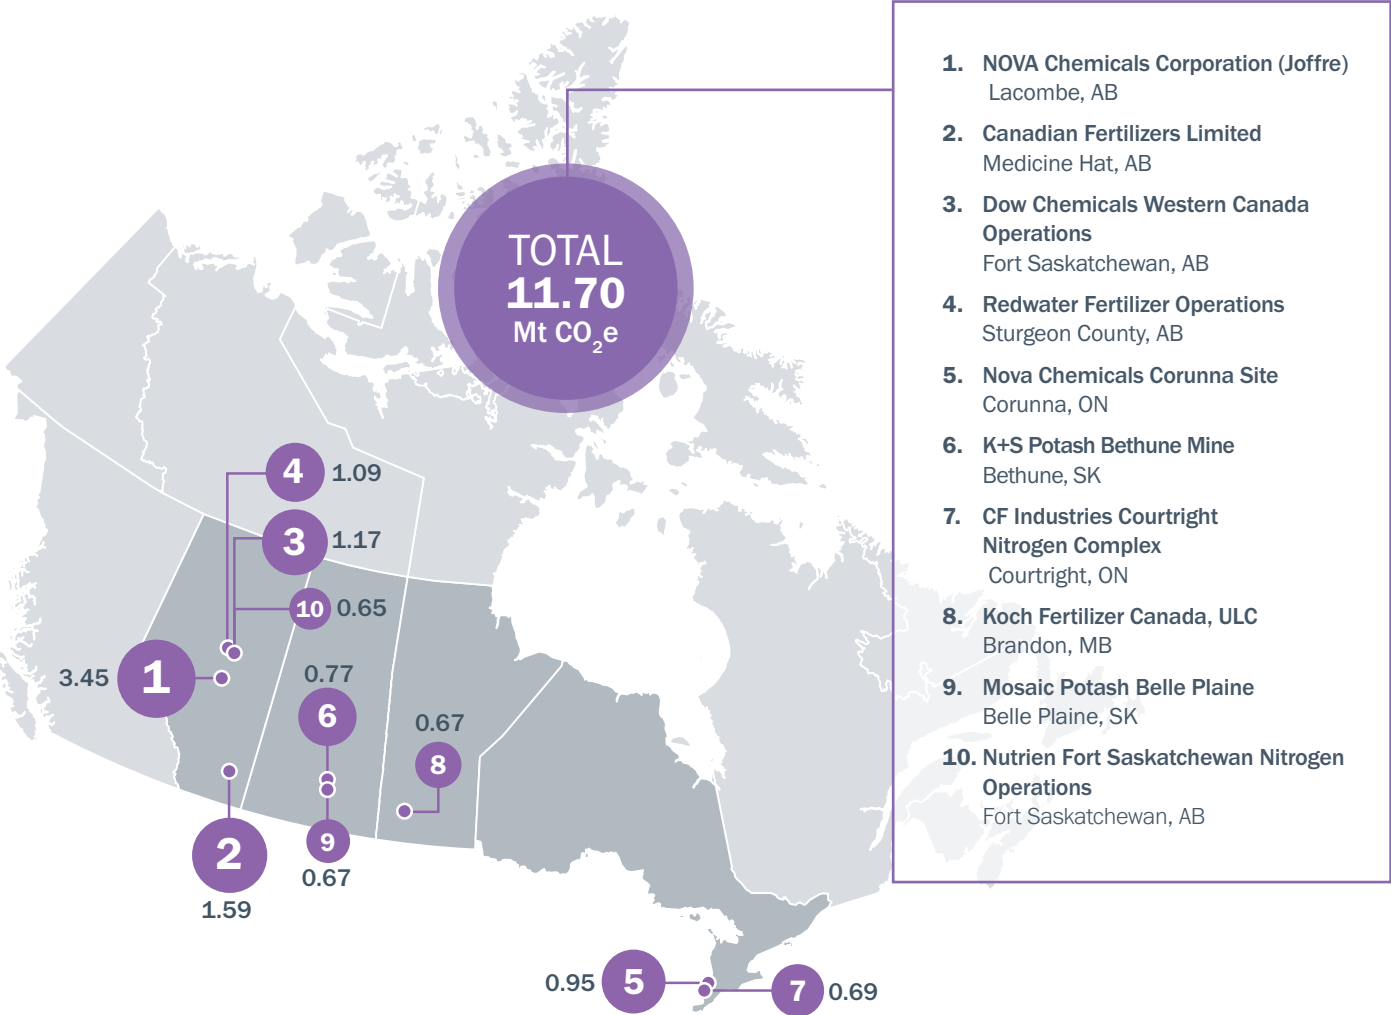 TOTAL
11.70
Mt CO₂e
1. NOVA Chemicals Corporation (Joffre)
Lacombe, AB
2. Canadian Fertilizers Limited
Medicine Hat, AB
3. Dow Chemicals Western Canada
Operations
Fort Saskatchewan, AB
4. Redwater Fertilizer Operations
Sturgeon County, AB
5. Nova Chemicals Corunna Site
Corunna, ON
6. K+S Potash Bethune Mine
Bethune, SK
7. CF Industries Courtright
Nitrogen Complex
Courtright, ON
8. Koch Fertilizer Canada, ULC
Brandon, MB
9. Mosaic Potash Belle Plaine
Belle Plaine, SK
10. Nutrien Fort Saskatchewan Nitrogen
Operations
Fort Saskatchewan, AB
4 1.09
3 1.17
10 0.65
3.45 1
0.77
6
0.67
8
2
1.59
9
0.67
0.95 5
7 0.69